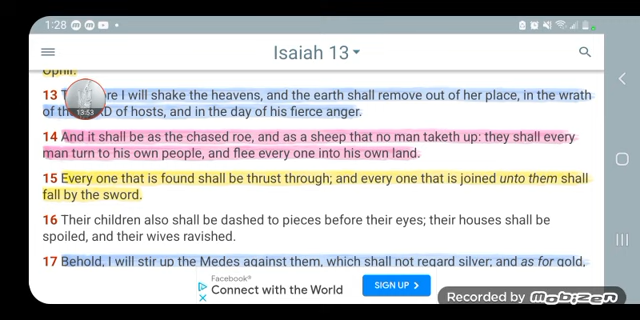 1:28
Isaiah 13
Ophir.
13 T re I will shake the heavens, and the earth shall remove out of her place, in the wrath
of the RD of hosts, and in the day of his fierce anger.
13:53
14 And it shall be as the chased roe, and as a sheep that no man taketh up: they shall every
man turn to his own people, and flee every one into his own land.
15 Every one that is found shall be thrust through; and every one that is joined unto them shall
fall by the sword.
16 Their children also shall be dashed to pieces before their eyes; their houses shall be
spoiled, and their wives ravished.
17 Behold, I will stir up the Medes against them, which shall not regard silver; and as for gold,
Facebook®
Connect with the World
SIGN UP >
Recorded by Mobizen